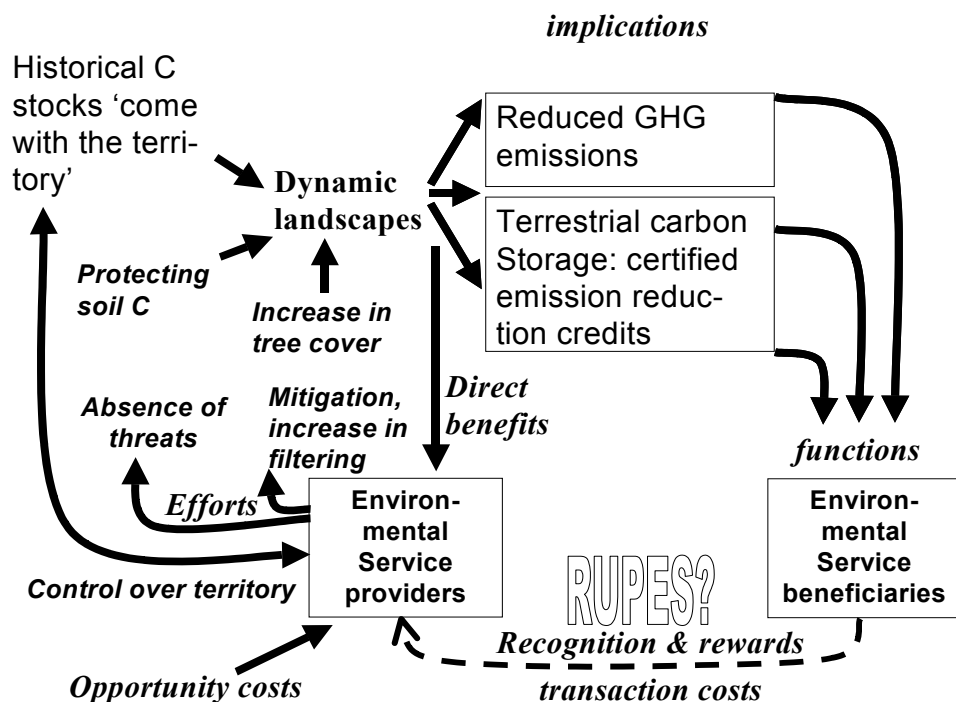 implications
Historical C
stocks ‘come
with the terri-
tory’
Reduced GHG
emissions
Dynamic
landscapes
Terrestrial carbon
Storage: certified
emission reduc-
tion credits
Protecting
soil C
Increase in
tree cover
Direct
benefits
Absence of
threats
Mitigation,
increase in
filtering
functions
Efforts
Environ-
mental
Service
providers
Environ-
mental
Service
beneficiaries
RUPES?
Control over territory
Recognition & rewards
Opportunity costs
transaction costs